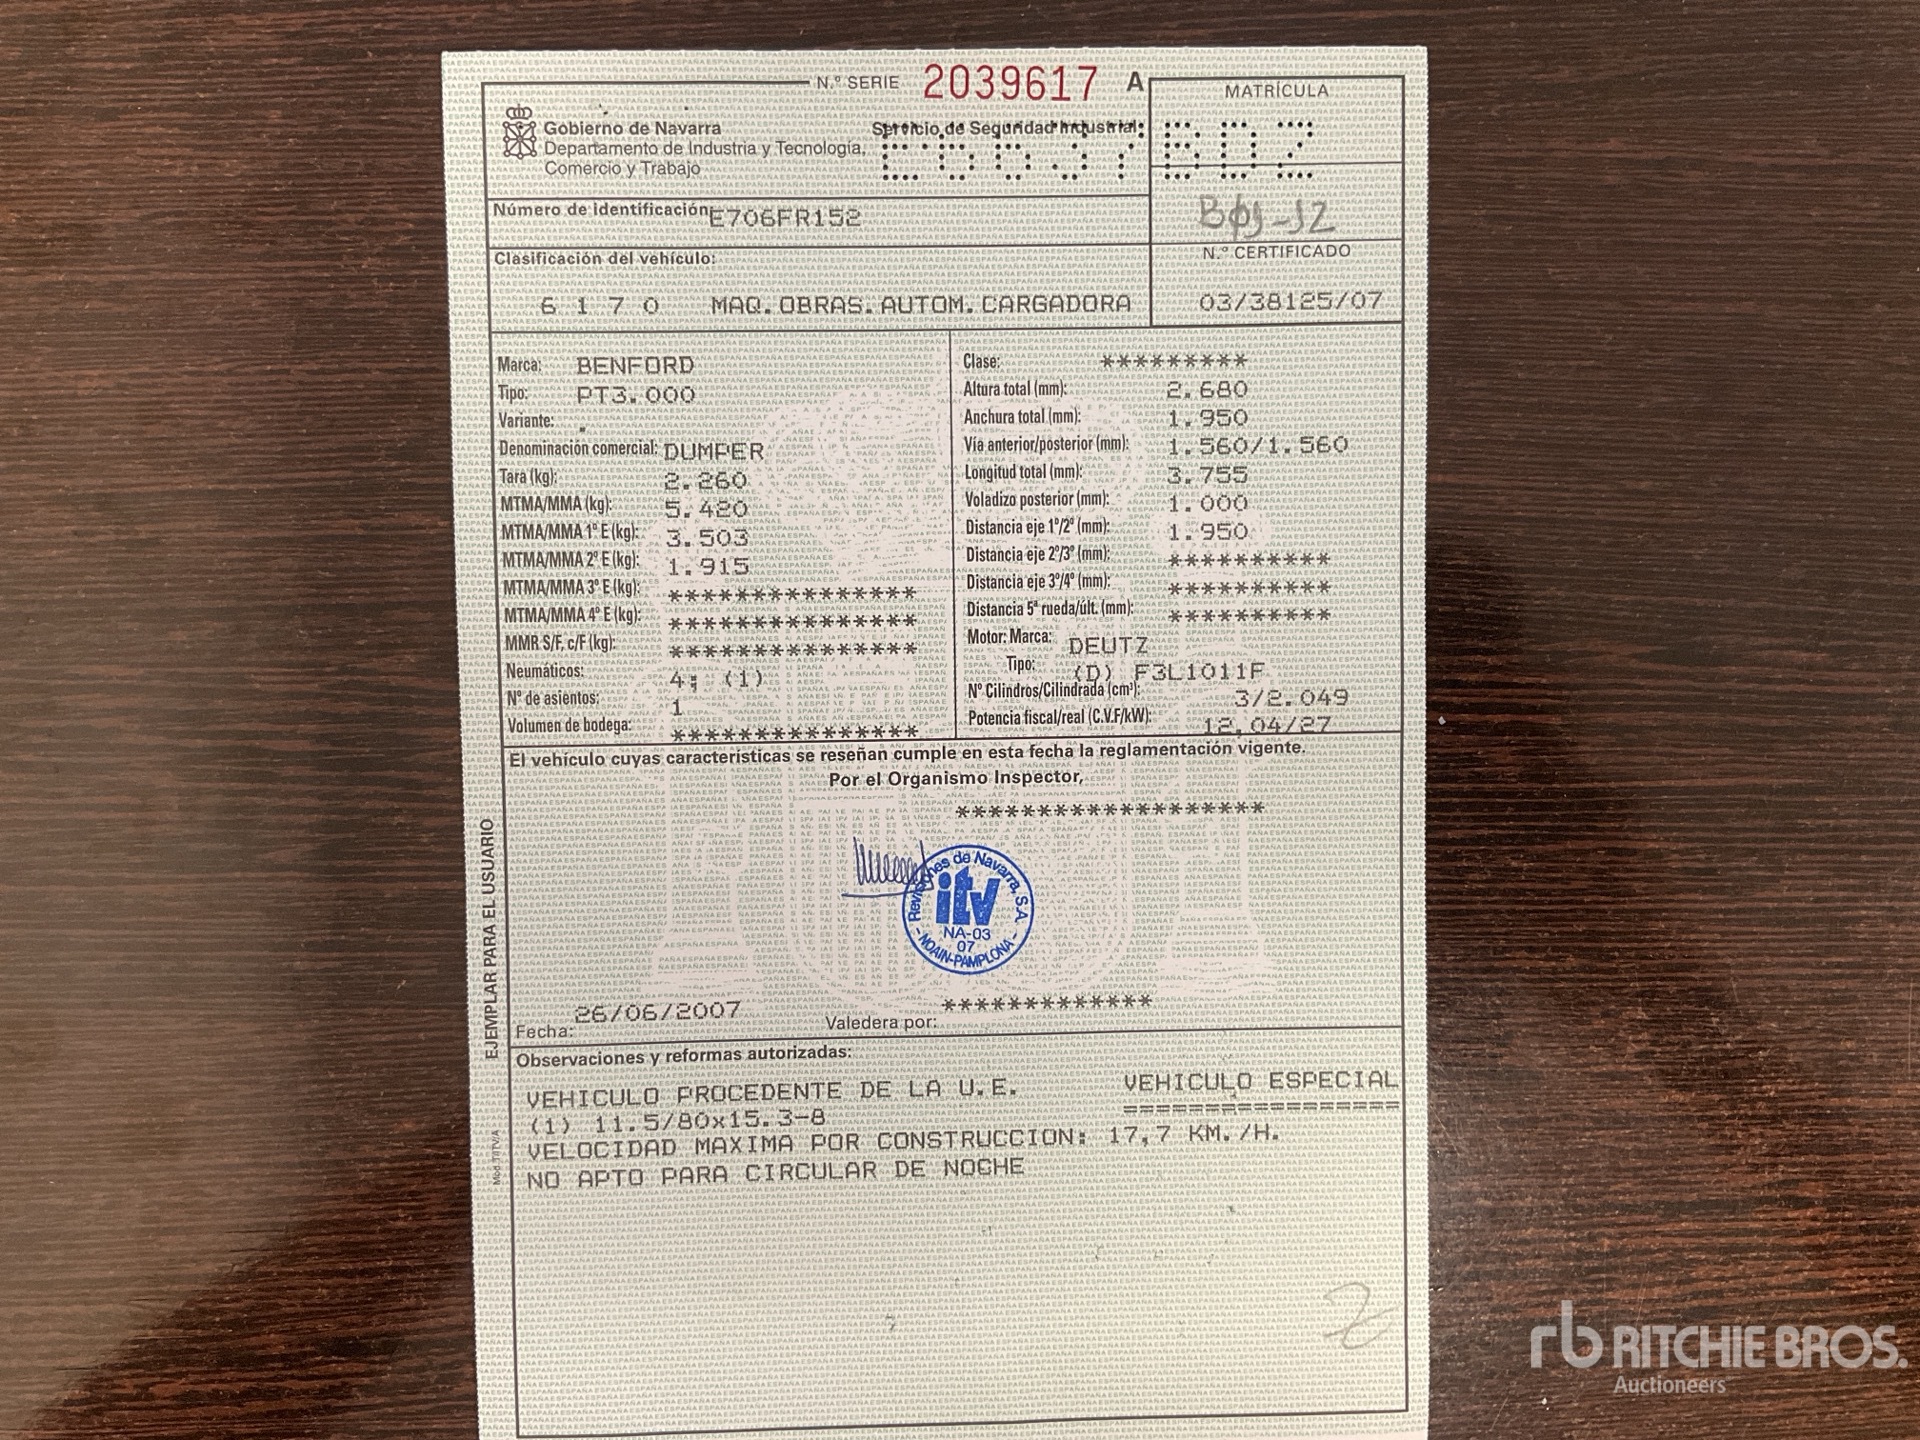 N.º SERIE 2039617 A
MATRÍCULA
Gobierno de Navarra
Departamento de Industria y Tecnología,
Comercio y Trabajo
Servicio de Seguridad Industrial:
BDZ
Número de identificación E706FR152
N.º CERTIFICADO
Clasificación del vehículo:
6 1 7 0 MAQ.OBRAS.AUTOM.CARGADORA
03/38125/07
Marca: BENFORD
Tipo: PT3.000
Variante: .
Denominación comercial: DUMPER
Tara (kg): 2.260
MTMA/MMA (kg): 5.420
MTMA/MMA 1º E (kg): 3.503
MTMA/MMA 2º E (kg): 1.915
MTMA/MMA 3º E (kg): ***************
MTMA/MMA 4º E (kg): ***************
MMR S/F, c/F (kg): ***************
Neumáticos: 4; (1)
Nº de asientos: 1
Volumen de bodega: ***************
Clase: *********
Altura total (mm): 2.680
Anchura total (mm): 1.950
Vía anterior/posterior (mm): 1.560/1.560
Longitud total (mm): 3.755
Voladizo posterior (mm): 1.000
Distancia eje 1º/2º (mm): 1.950
Distancia eje 2º/3º (mm): **********
Distancia eje 3º/4º (mm): **********
Distancia 5ª rueda/últ. (mm): **********
Motor: Marca: DEUTZ
Tipo: (D) F3L1011F
Nº Cilindros/Cilindrada (cm³): 3/2.049
Potencia fiscal/real (C.V.F/kW): 12,04/27
El vehículo cuyas características se reseñan cumple en esta fecha la reglamentación vigente.
Por el Organismo Inspector,
*******************
Revisiones de Navarra, S.A.
itv
NA-03
07
- NOAIN-PAMPLONA -
Fecha: 26/06/2007
Valedera por: *************
EJEMPLAR PARA EL USUARIO
Observaciones y reformas autorizadas:
VEHICULO PROCEDENTE DE LA U.E. VEHICULO ESPECIAL
(1) 11.5/80x15.3-8 =================
VELOCIDAD MAXIMA POR CONSTRUCCION: 17,7 KM./H.
NO APTO PARA CIRCULAR DE NOCHE
rb RITCHIE BROS.
Auctioneers